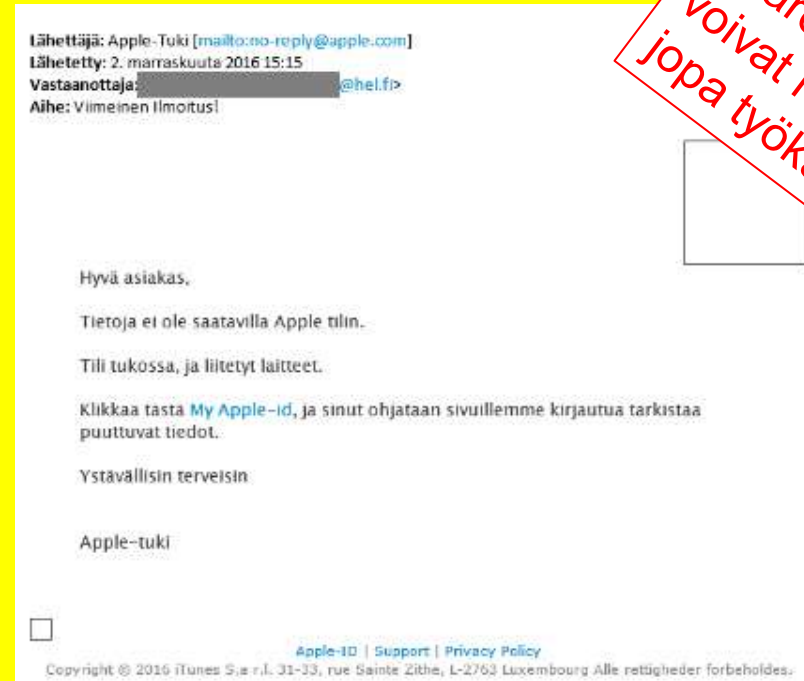 Lähettäjä: Apple-Tuki [mailto:no-reply@apple.com]
Lähetetty: 2. marraskuuta 2016 15:15
Vastaanottaja: @hel.fi>
Aihe: Viimeinen Ilmoitus!
voivat
jopa
Hyvä asiakas,
Tietoja ei ole saatavilla Apple tilin.
Tili tukossa, ja liitetyt laitteet.
Klikkaa tasta My Apple-id, ja sinut ohjataan sivuillemme kirjautua tarkistaa
puuttuvat tiedot.
Ystävällisin terveisin
Apple-tuki
Apple-ID | Support | Privacy Policy
Copyright © 2016 iTunes S.a r.l. 31-33, rue Sainte Zithe, L-2763 Luxembourg Alle rettigheder forbeholdes.